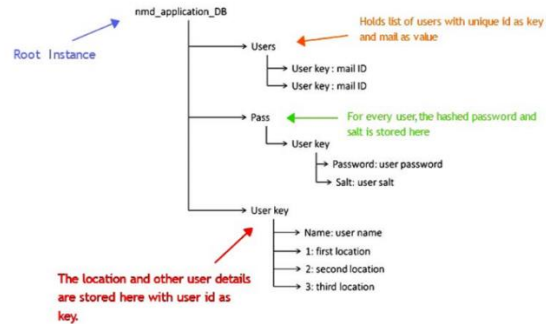 nmd_application_DB
Root Instance
Users
Holds list of users with unique id as key
and mail as value
User key : mail ID
User key : mail ID
Pass
For every user, the hashed password and
salt is stored here
User key
Password: user password
Salt: user salt
User key
Name: user name
1: first location
2: second location
3: third location
The location and other user details
are stored here with user id as
key.